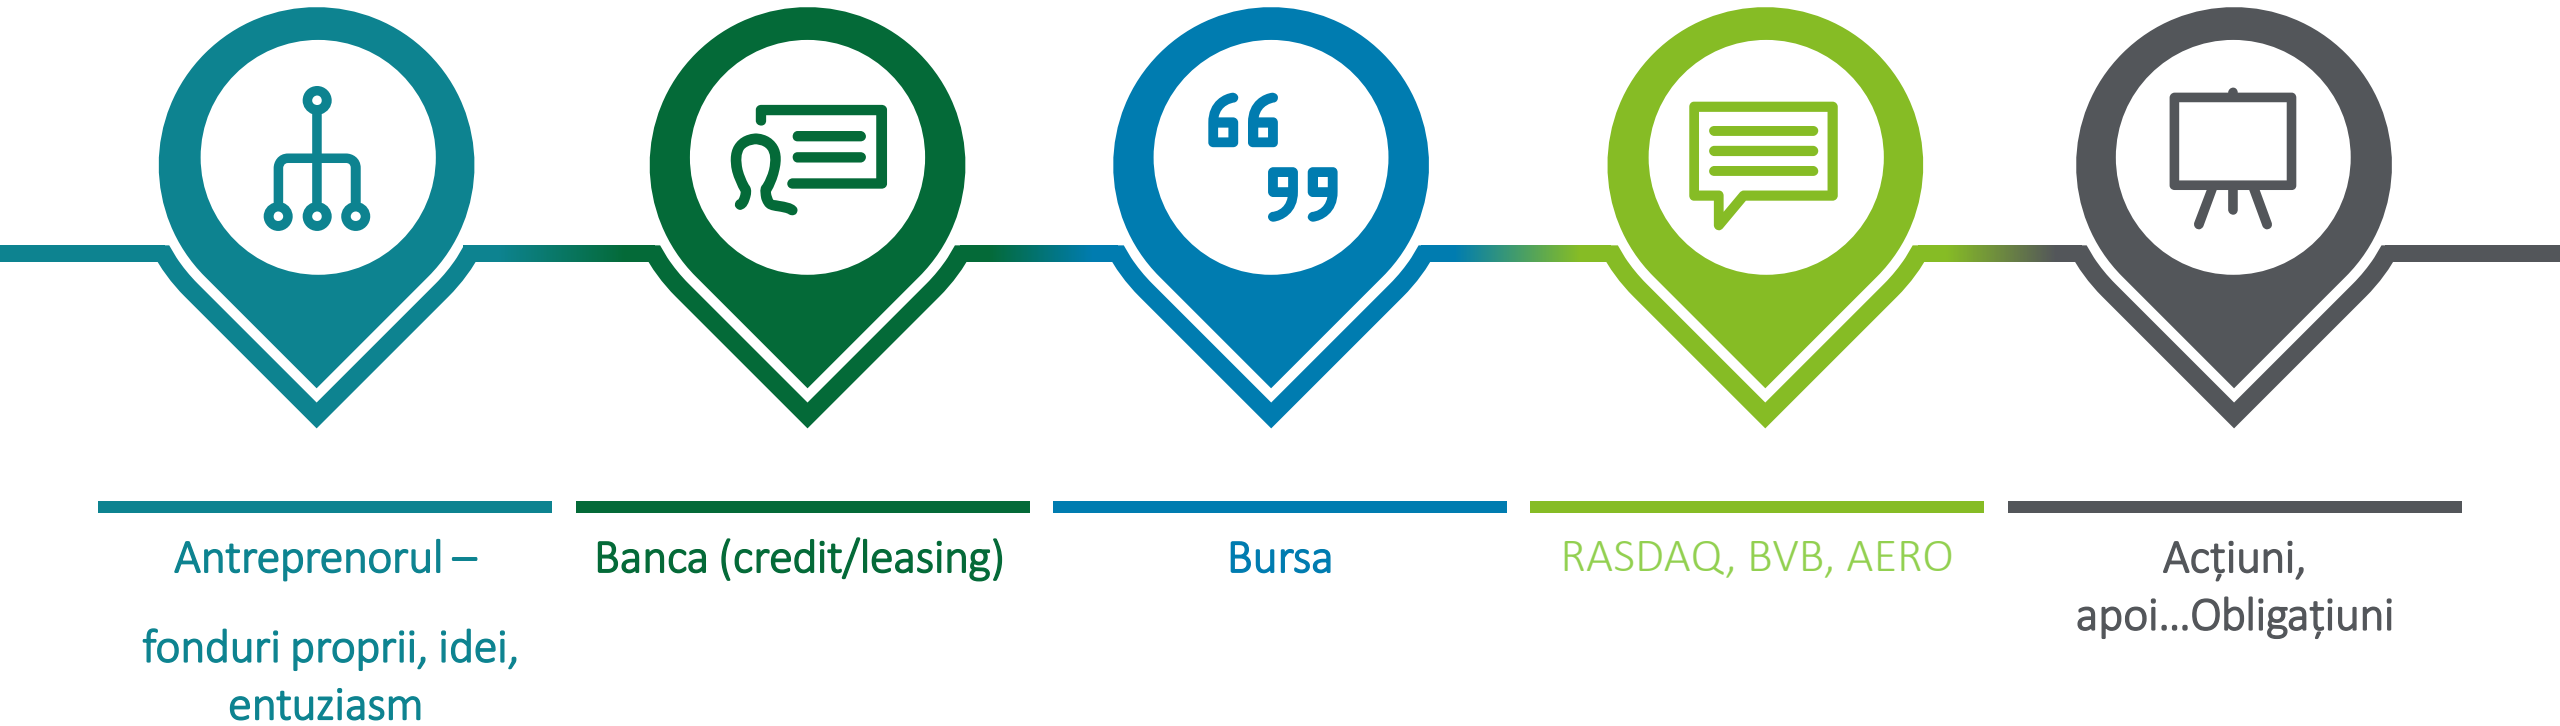 Antreprenorul –
fonduri proprii, idei,
entuziasm
Banca (credit/leasing)
Bursa
RASDAQ, BVB, AERO
Acțiuni,
apoi...Obligațiuni